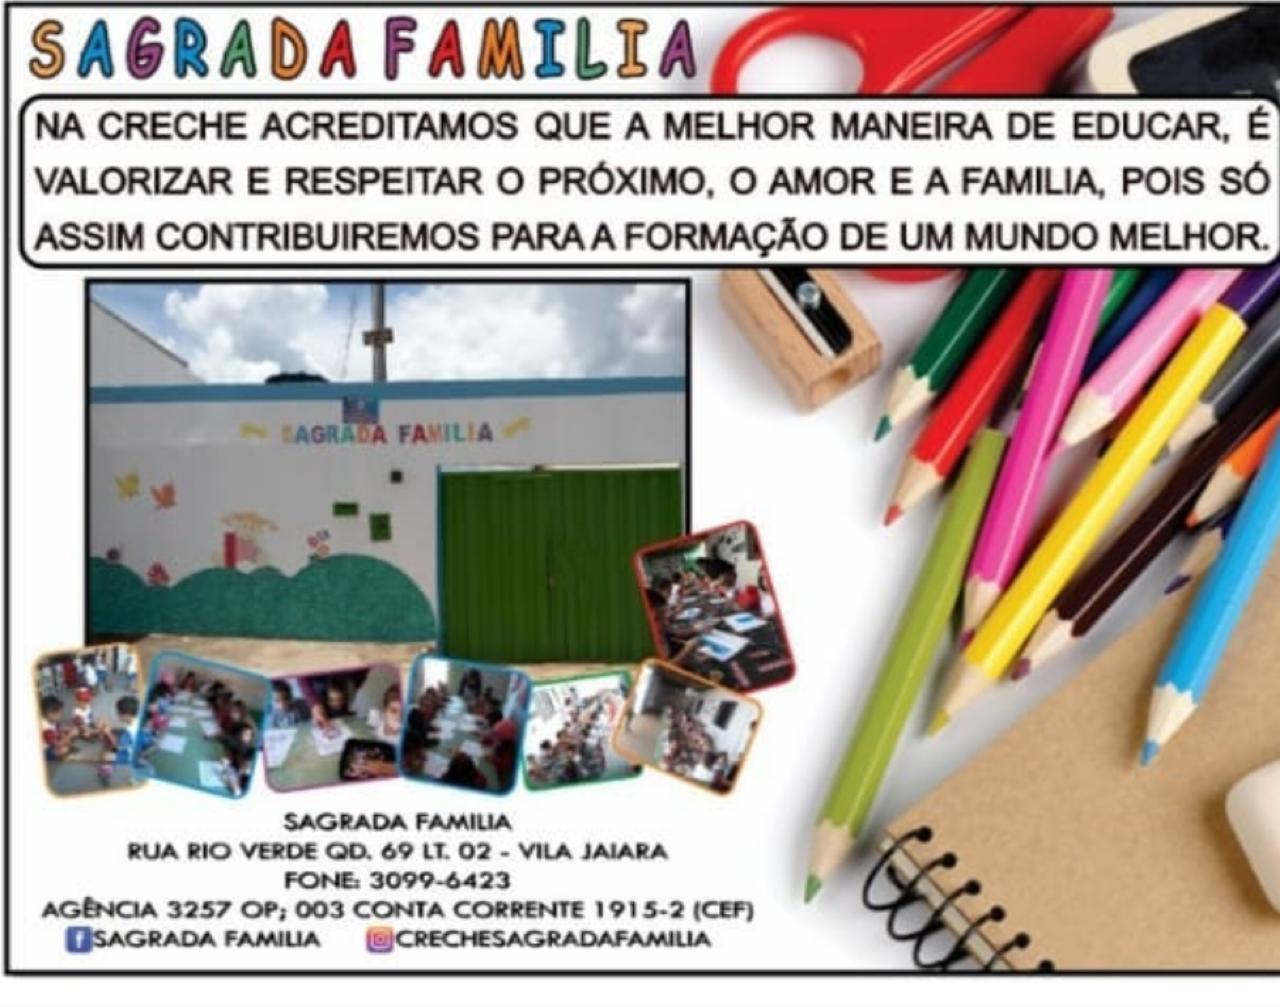 SAGRADA FAMILIA
NA CRECHE ACREDITAMOS QUE A MELHOR MANEIRA DE EDUCAR, É
VALORIZAR E RESPEITAR O PRÓXIMO, O AMOR E A FAMILIA, POIS SÓ
ASSIM CONTRIBUIREMOS PARA A FORMAÇÃO DE UM MUNDO MELHOR.
SAGRADA FAMILIA
SAGRADA FAMILIA
RUA RIO VERDE QD. 69 LT. 02 - VILA JAIARA
FONE: 3099-6423
AGÊNCIA 3257 OP; 003 CONTA CORRENTE 1915-2 (CEF)
SAGRADA FAMILIA CRECHESAGRADAFAMILIA